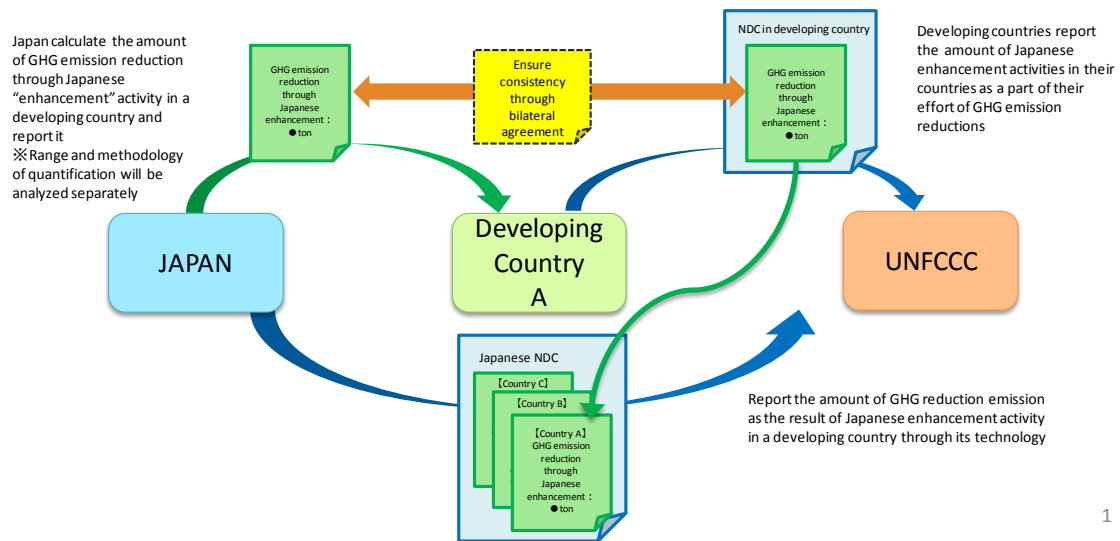 Japan calculate the amount
of GHG emission reduction
through Japanese
“enhancement” activity in a
developing country and
report it
※Range and methodology
of quantification will be
analyzed separately
GHG emission
reduction
through
Japanese
enhancement：
●ton
Ensure
consistency
through
bilateral
agreement
NDC in developing country
GHG emission
reduction
through
Japanese
enhancement：
●ton
Developing countries report
the amount of Japanese
enhancement activities in their
countries as a part of their
effort of GHG emission
reductions
JAPAN
Developing
Country
A
UNFCCC
Japanese NDC
【Country C】
【Country B】
【Country A】
GHG emission
reduction
through
Japanese
enhancement：
●ton
Report the amount of GHG reduction emission
as the result of Japanese enhancement activity
in a developing country through its technology
1